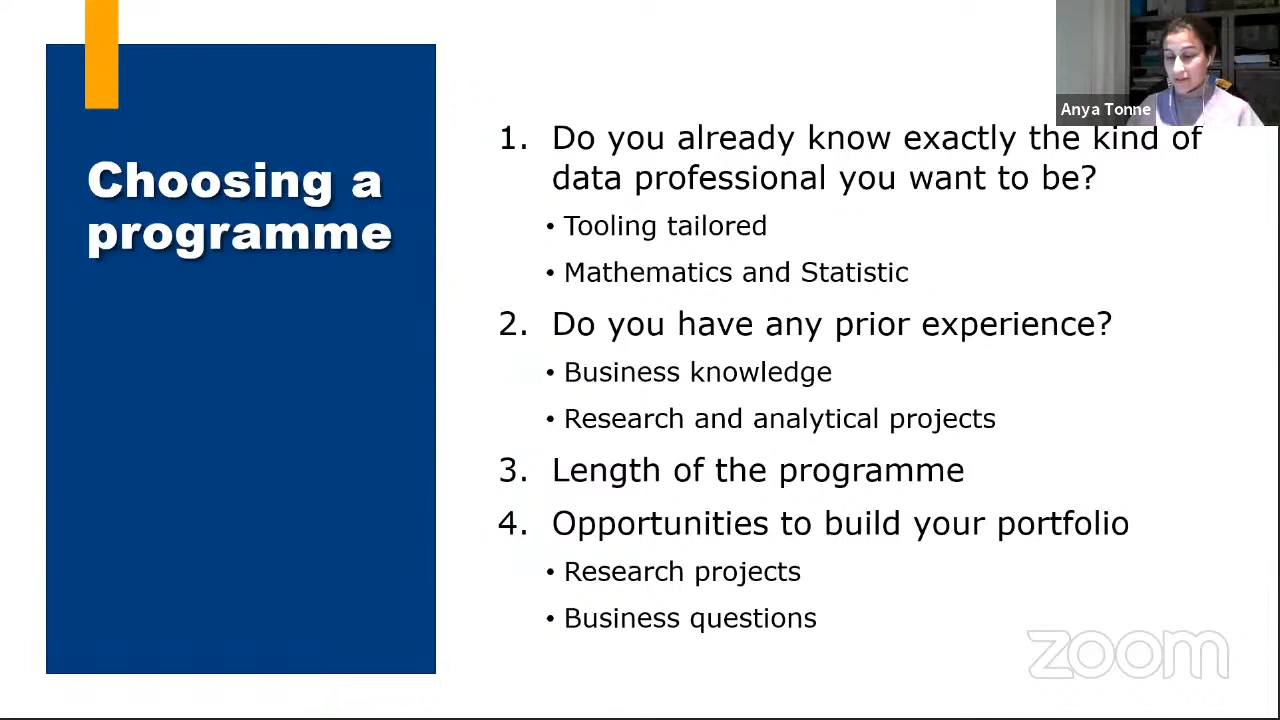 Choosing a
programme
Anya Tonne
1. Do you already know exactly the kind of
data professional you want to be?
• Tooling tailored
• Mathematics and Statistic
2. Do you have any prior experience?
• Business knowledge
• Research and analytical projects
3. Length of the programme
4. Opportunities to build your portfolio
• Research projects
• Business questions
zoom